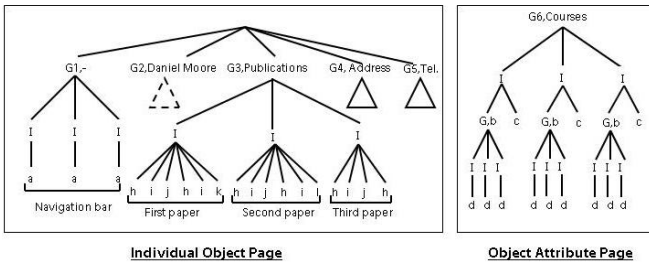 G6,Courses
G1,- G2,Daniel Moore G3,Publications G4, Address G5,Tel.
I I I
G,b c G,b c G,b c
I I I I I I
I I I I I I I I I
a a a h i j h i k h i j h i l h i j h
d d d d d d d d d
Navigation bar First paper Second paper Third paper
Individual Object Page Object Attribute Page